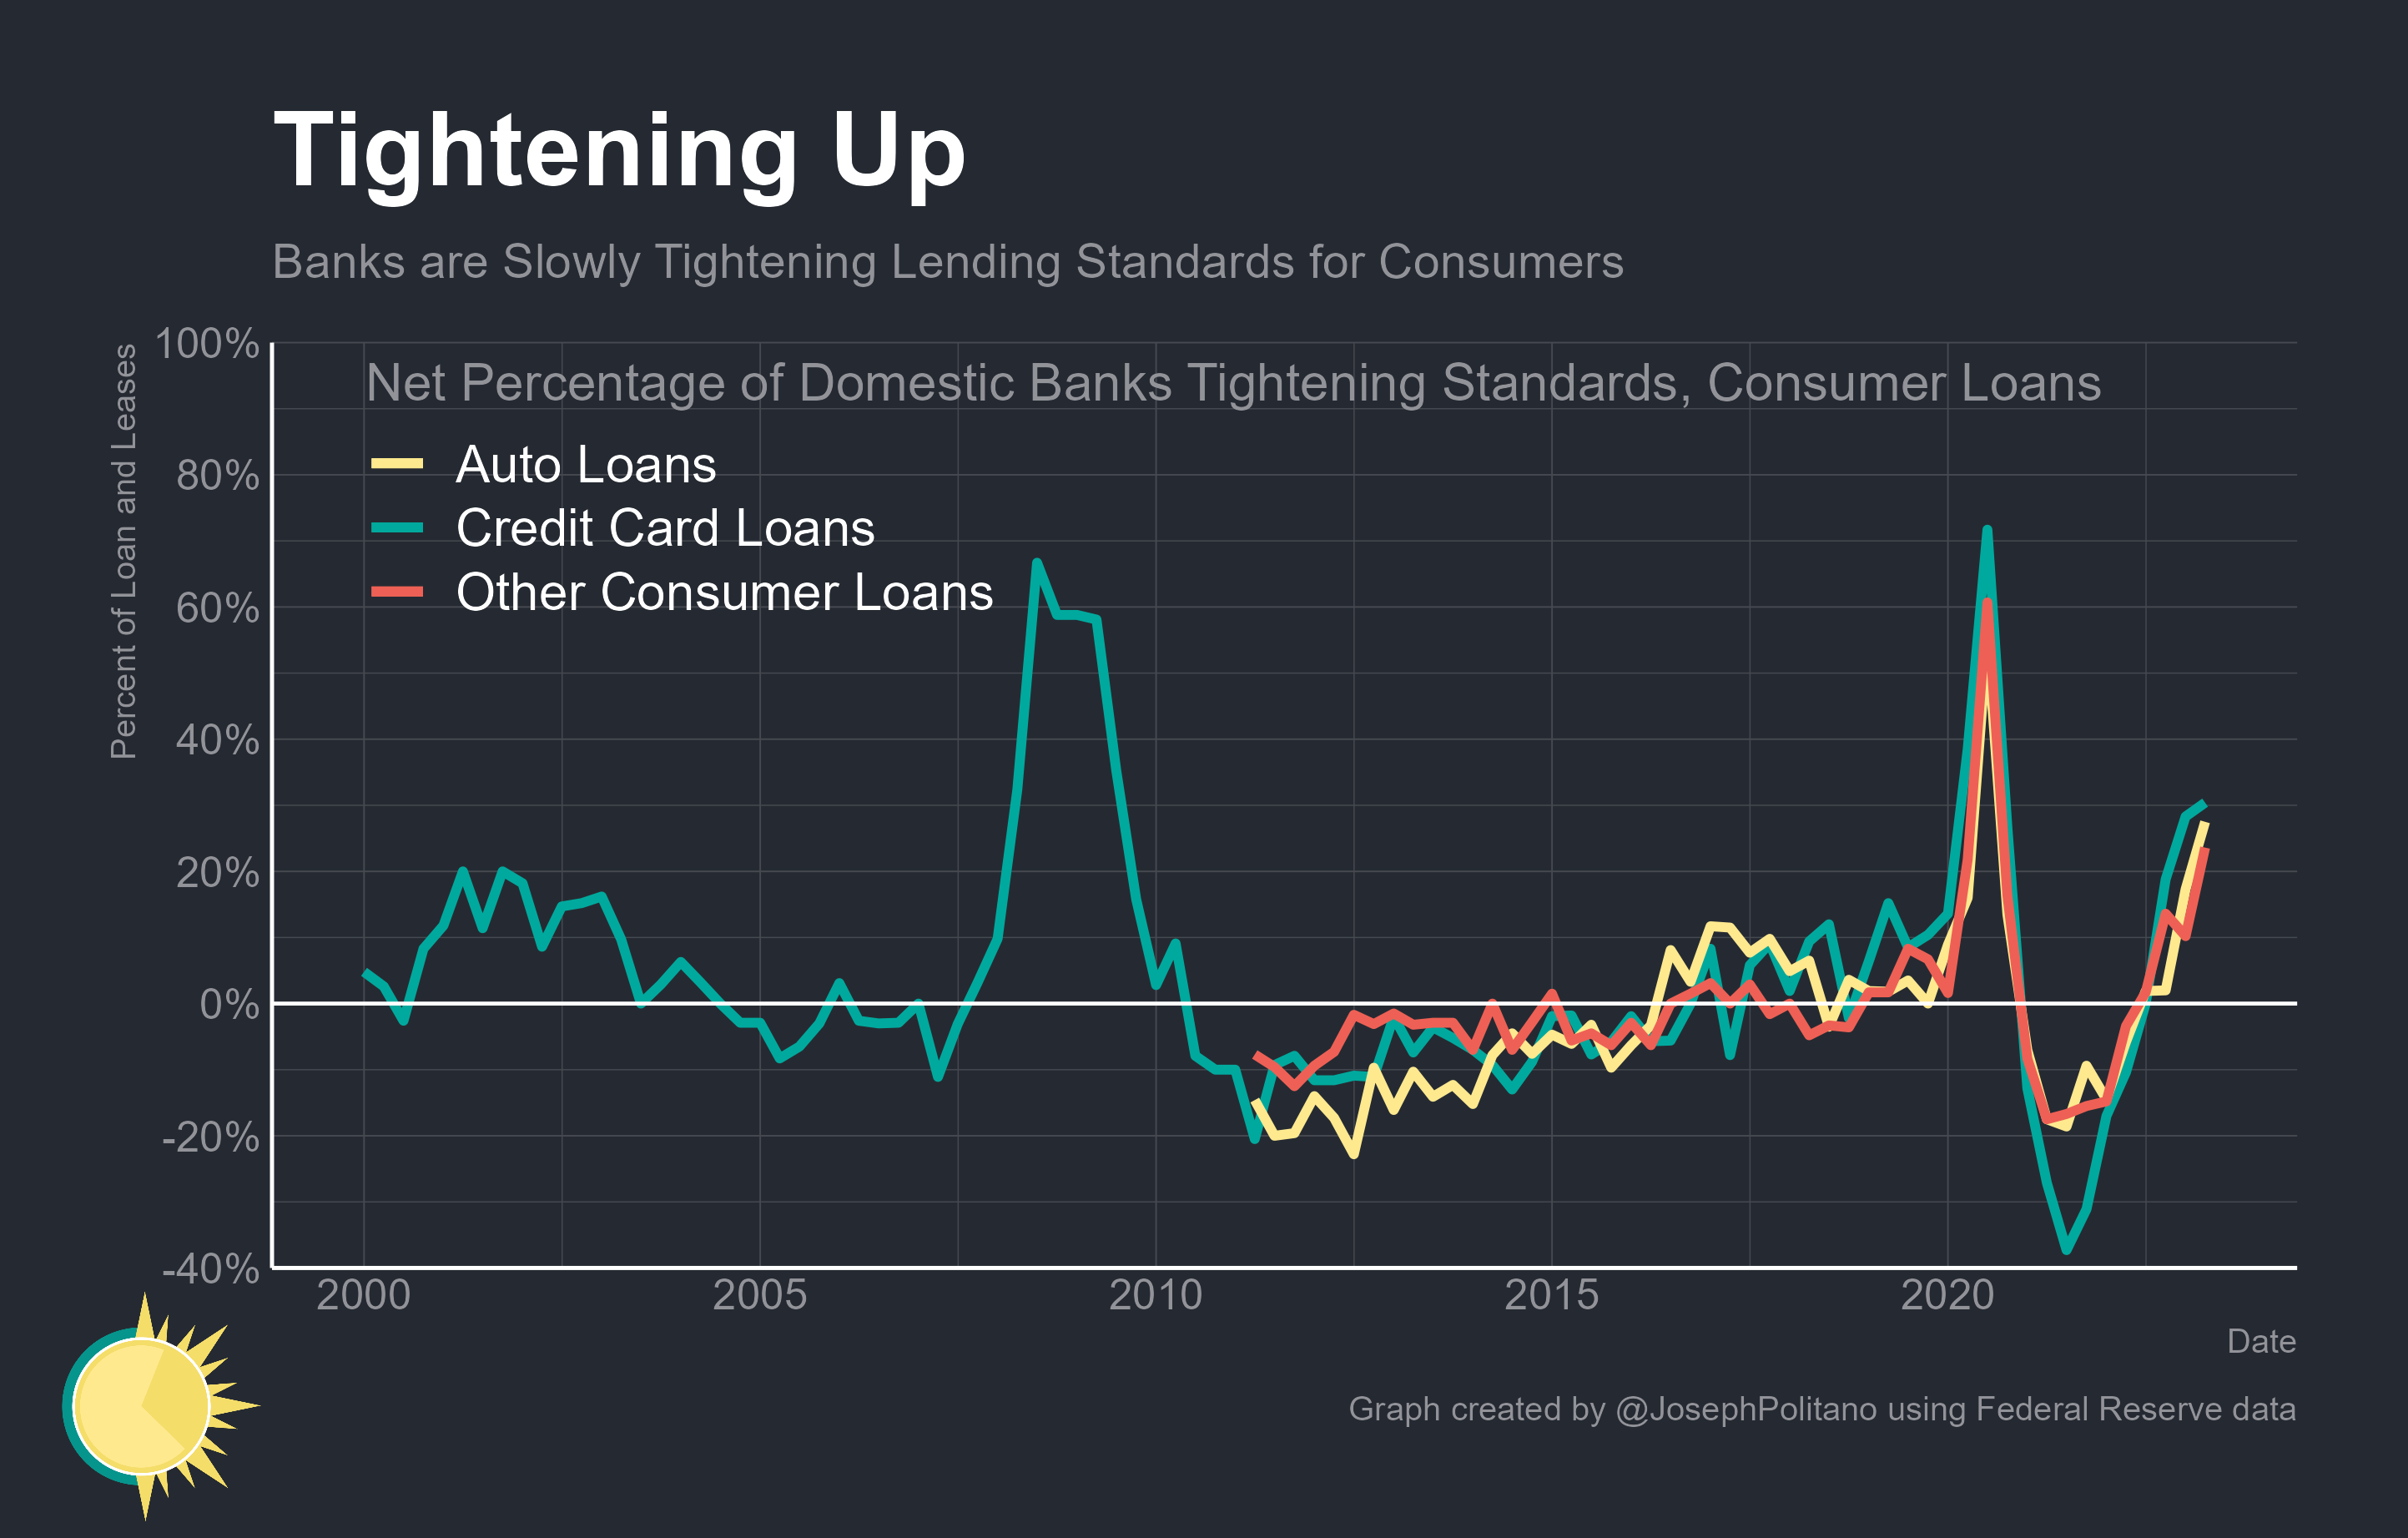 Tightening Up
Banks are Slowly Tightening Lending Standards for Consumers
Percent of Loan and Leases
100%
80%
60%
40%
20%
0%
-20%
-40%
Net Percentage of Domestic Banks Tightening Standards, Consumer Loans
Auto Loans
Credit Card Loans
Other Consumer Loans
2000 2005 2010 2015 2020
Date
Graph created by @JosephPolitano using Federal Reserve data